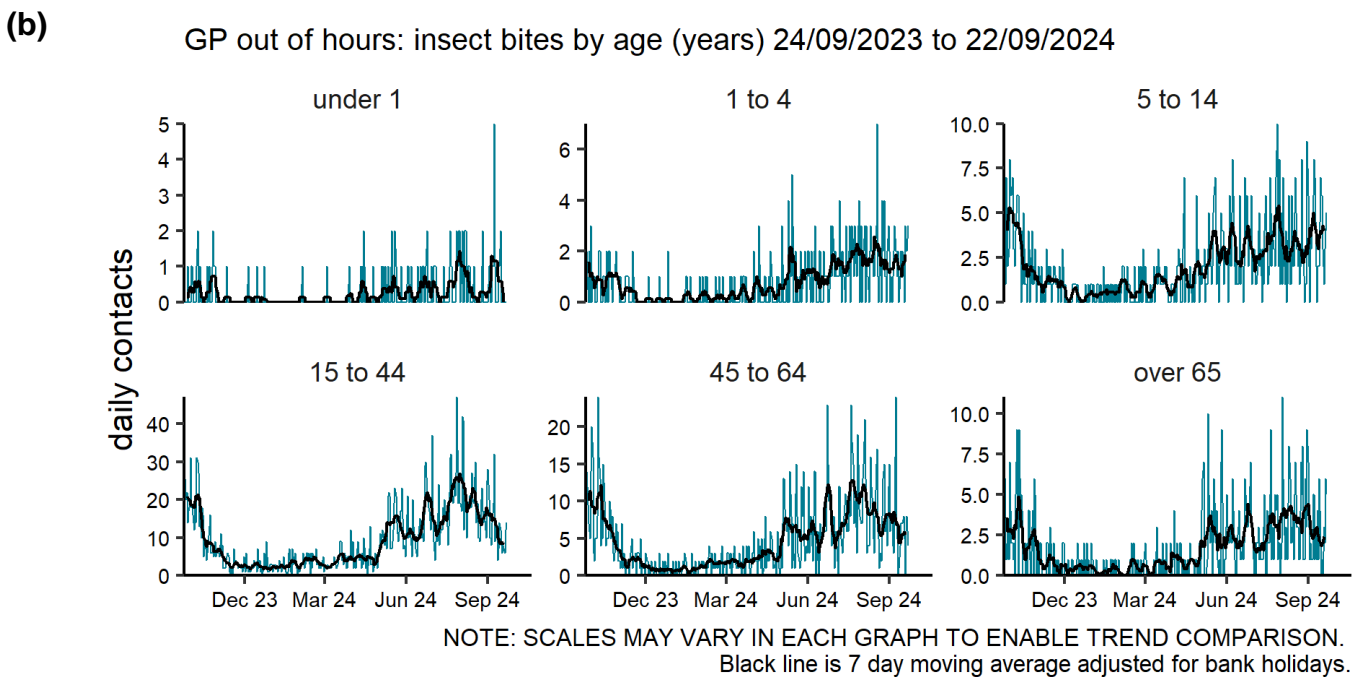 (b)
GP out of hours: insect bites by age (years) 24/09/2023 to 22/09/2024
daily contacts
under 1
5
4
3
2
1
0
1 to 4
6
4
2
0
5 to 14
10.0
7.5
5.0
2.5
0.0
15 to 44
40
30
20
10
0
Dec 23 Mar 24 Jun 24 Sep 24
45 to 64
20
15
10
5
0
Dec 23 Mar 24 Jun 24 Sep 24
over 65
10.0
7.5
5.0
2.5
0.0
Dec 23 Mar 24 Jun 24 Sep 24
NOTE: SCALES MAY VARY IN EACH GRAPH TO ENABLE TREND COMPARISON.
Black line is 7 day moving average adjusted for bank holidays.